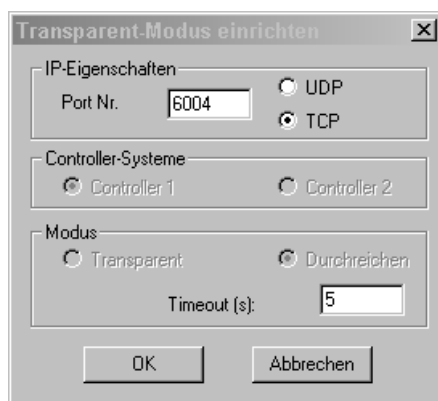 Transparent-Modus einrichten
IP-Eigenschaften
Port Nr. 6004
UDP
TCP
Controller-Systeme
Controller 1 Controller 2
Modus
Transparent Durchreichen
Timeout (s): 5
OK Abbrechen